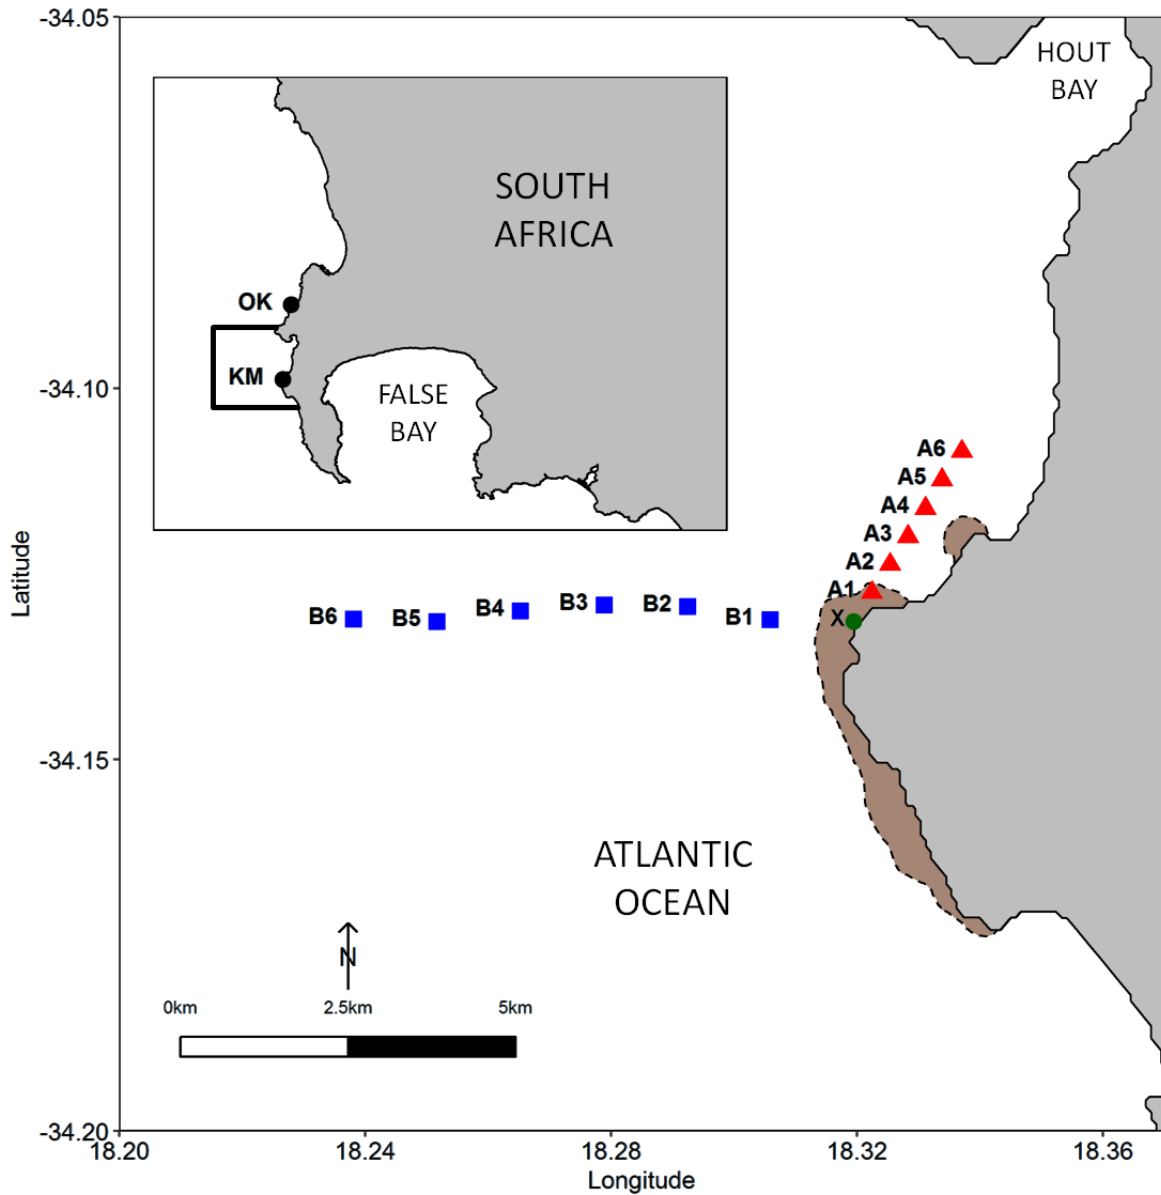 -34.05
HOUT
BAY
SOUTH
AFRICA
OK
KM
FALSE
BAY
-34.10
A6
A5
A4
A3
A2
A1
X
B6
B5
B4
B3
B2
B1
Latitude
-34.15
ATLANTIC
OCEAN
N
0km 2.5km 5km
-34.20
18.20 18.24 18.28 18.32 18.36
Longitude